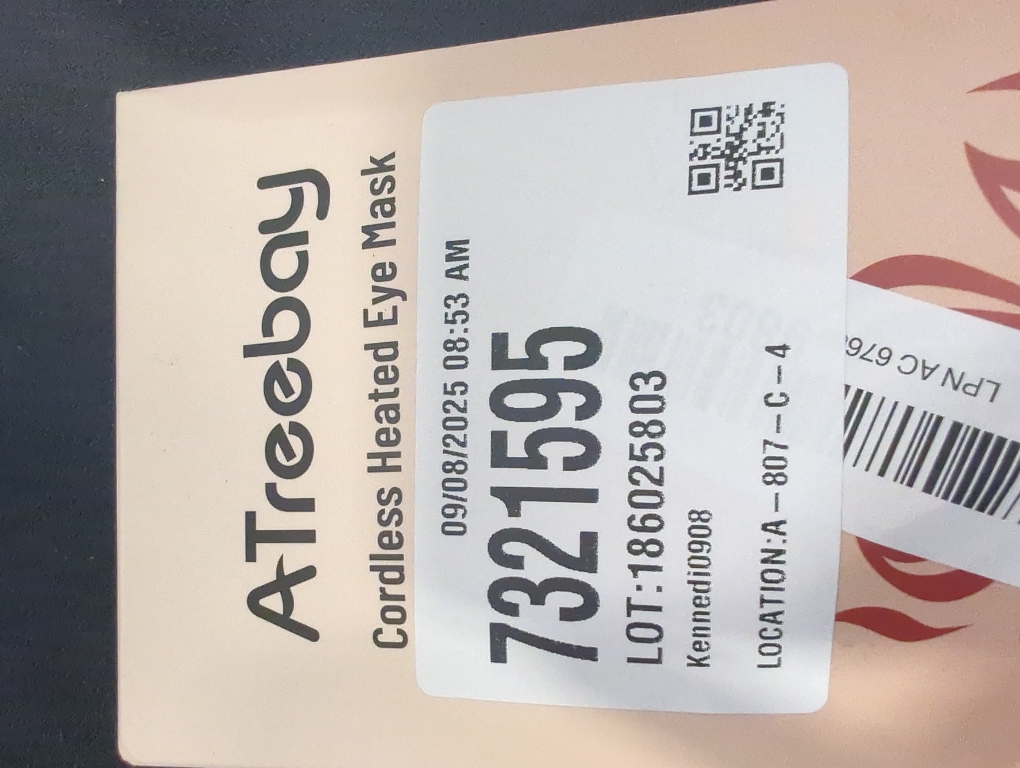 ATreebay
Cordless Heated Eye Mask
09/08/2025 08:53 AM
7321595
LOT:186025803
Kennedi0908
LOCATION:A-807-C-4
LPN AC 676